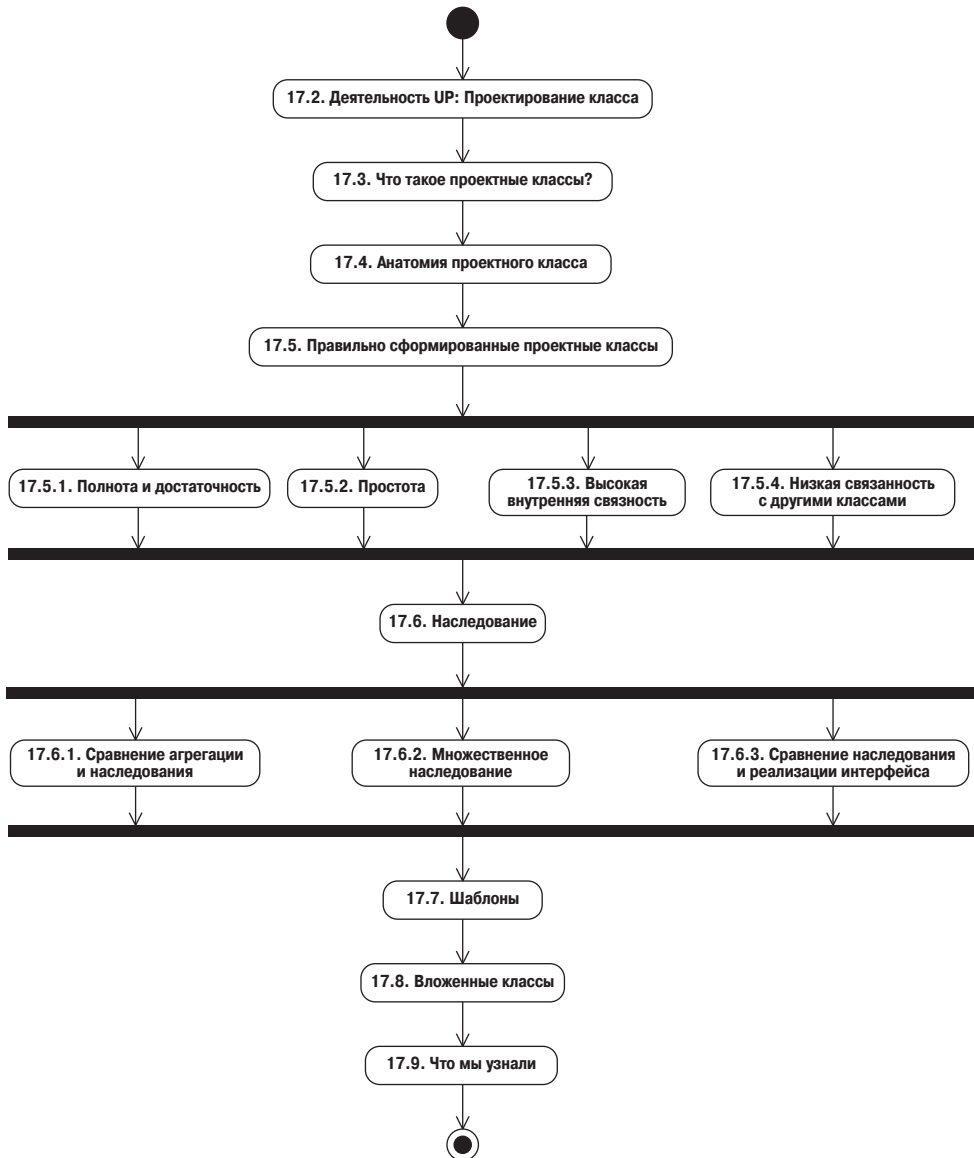 17.2. Деятельность UP: Проектирование класса
17.3. Что такое проектные классы?
17.4. Анатомия проектного класса
17.5. Правильно сформированные проектные классы
17.5.1. Полнота и достаточность
17.5.2. Простота
17.5.3. Высокая
внутренняя связность
17.5.4. Низкая связанность
с другими классами
17.6. Наследование
17.6.1. Сравнение агрегации
и наследования
17.6.2. Множественное
наследование
17.6.3. Сравнение наследования
и реализации интерфейса
17.7. Шаблоны
17.8. Вложенные классы
17.9. Что мы узнали